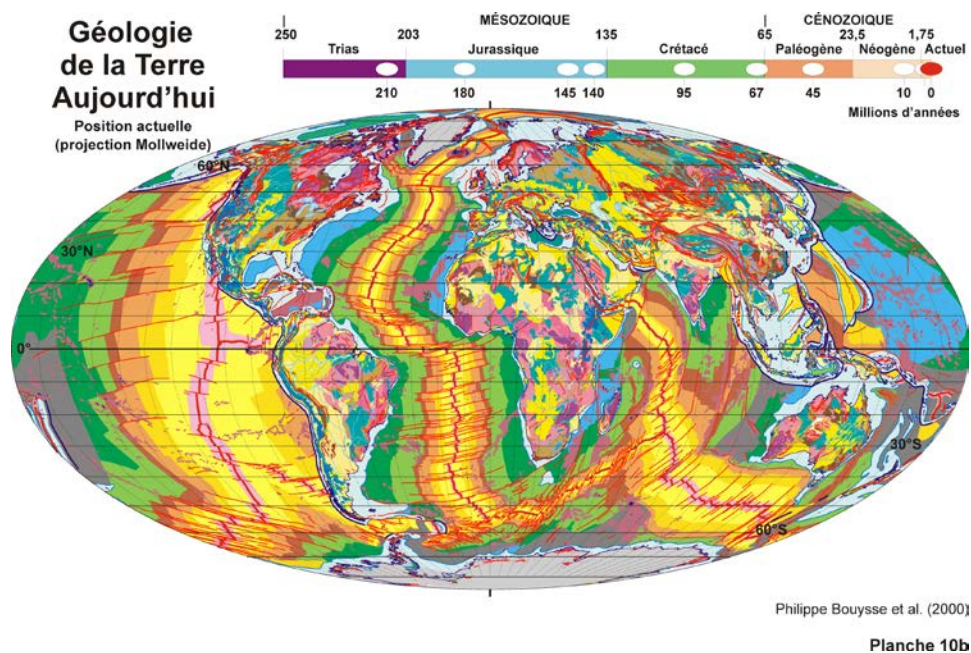 Géologie
de la Terre
Aujourd'hui
Position actuelle
(projection Mollweide)
MÉSOZOIQUE CÉNOZOIQUE
250 203 135 65 23,5 1,75
Trias Jurassique Crétacé Paléogène Néogène Actuel
210 180 145 140 95 67 45 10 0
Millions d'années
60°N
30°N
0°
30°S
60°S
Philippe Bouysse et al. (2000)
Planche 10b